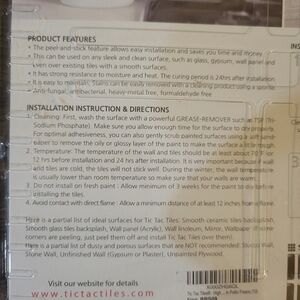 PRODUCT FEATURES
• The peel-and-stick feature allows easy installation and saves you time and money
• This can be used on any sleek and clean surface, such as glass, gypsum, wall panel and
even over existing tiles with a smooth surfaces.
• It has strong resistance to moisture and heat. The curing period is 24hrs after installation
• It is easy to maintain. Stains can be easily removed with a cleaning product using a sponge
• Anti-fungal, antibacterial, heavy-metal free, formaldehyde free
INSTALLATION INSTRUCTION & DIRECTIONS
1. Cleaning: First, wash the surface with a powerful GREASE-REMOVER such as TSP (Tri-
Sodium Phosphate). Make sure you allow enough time for the surface to dry properly.
For optimal adhesiveness, you can also gently scrub painted surfaces using a soft sand
paper to remove the oily or glossy layer of the paint to make the surface a little rough.
2. Temperature: The temperature of the wall and tiles should be at least 70 °F for
12 hrs before installation and 24 hrs after installation. It is very important because if wall
and tiles are cold, the tiles will not stick well. During the winter, the wall temperature
is usually lower than room temperature so make sure that your walls are not cold
3. Do not install on fresh paint. Allow minimum of 3 weeks for the paint to dry before
installing the tiles.
4. Avoid contact with direct flame: Allow a minimum distance of at least 12 inches from
Here is a partial list of ideal surfaces for Tic Tac Tiles: Smooth ceramic tiles backsplash,
Smooth glass tiles backsplash, Wall panel (Acrylic), Wall linoleum, Mirror, Wallpaper (If some
corners are peeling, just peel them off and install Tic Tac Tiles over them)
Here is a partial list of dusty and porous surfaces that are NOT recommended: Stucco Wall,
Stone Wall, Unfinished Wall (Gypsum or Plaster), Unpainted Plywood.
Visit our website for details
www.tictactiles.com
INS